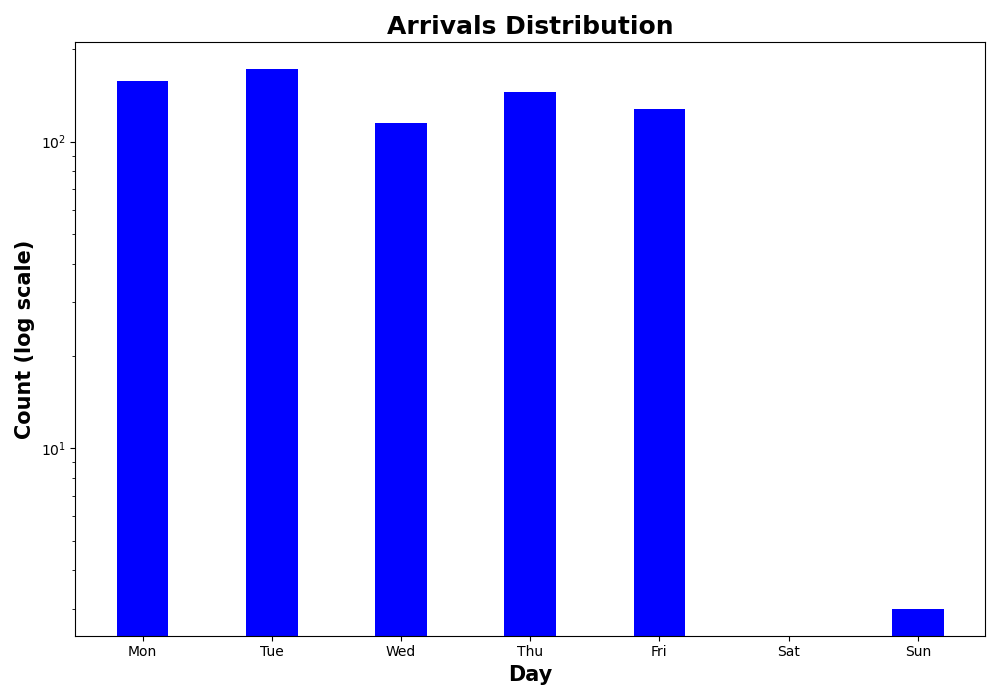 Arrivals Distribution
Count (log scale)
10²
10¹
Mon Tue Wed Thu Fri Sat Sun
Day